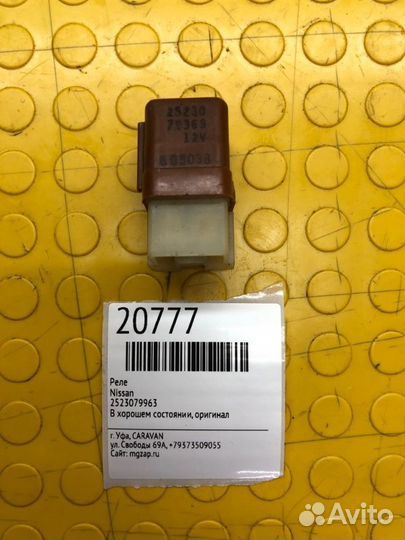 25230
12V
20777
Реле
Nissan
2523079963
В хорошем состоянии, оригинал
г. Уфа, CARAVAN
ул. Свободы 69А, +79373509055
Сайт: mgzap.ru
Avito